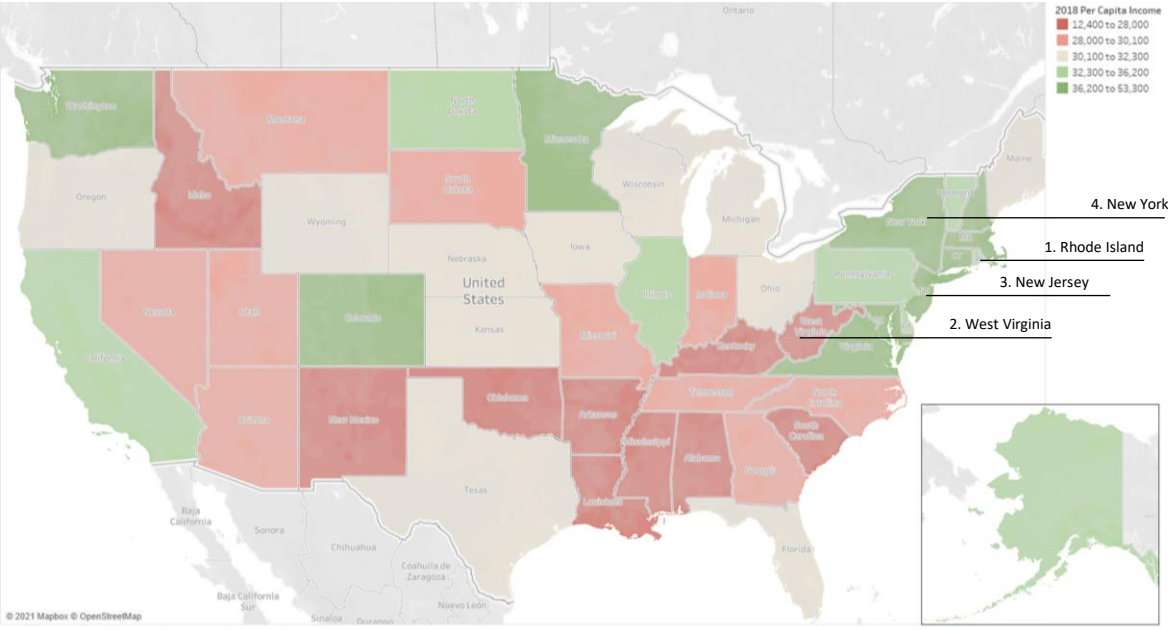 Ontario
2018 Per Capita Income
12,400 to 28,000
28,000 to 30,100
30,100 to 32,300
32,300 to 36,200
36,200 to 53,300
Washington
Montana
North
Dakota
Minnesota
Maine
Oregon
Idaho
South
Dakota
Wisconsin
Vermont
4. New York
Wyoming
Michigan
New York
MA
1. Rhode Island
Iowa
CT
Nebraska
Pennsylvania
3. New Jersey
United
States
Ohio
Illinois
Indiana
Nevada
Utah
Colorado
West
Virginia
2. West Virginia
Kansas
Missouri
Kentucky
Virginia
California
Tennessee
North
Carolina
Oklahoma
Arizona
New Mexico
Arkansas
South
Carolina
Mississippi
Alabama
Georgia
Texas
Louisiana
Baja
California
Sonora
Chihuahua
Florida
Coahuila de
Zaragoza
Baja California
Sur
Nuevo León
Sinaloa
Durango
© 2021 Mapbox © OpenStreetMap